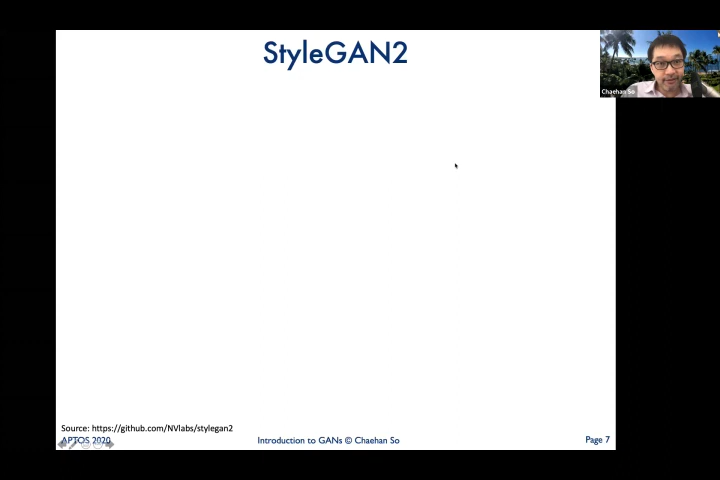 StyleGAN2
Chaehan So
Source: https://github.com/NVlabs/stylegan2
APTOS 2020
Introduction to GANs © Chaehan So
Page 7